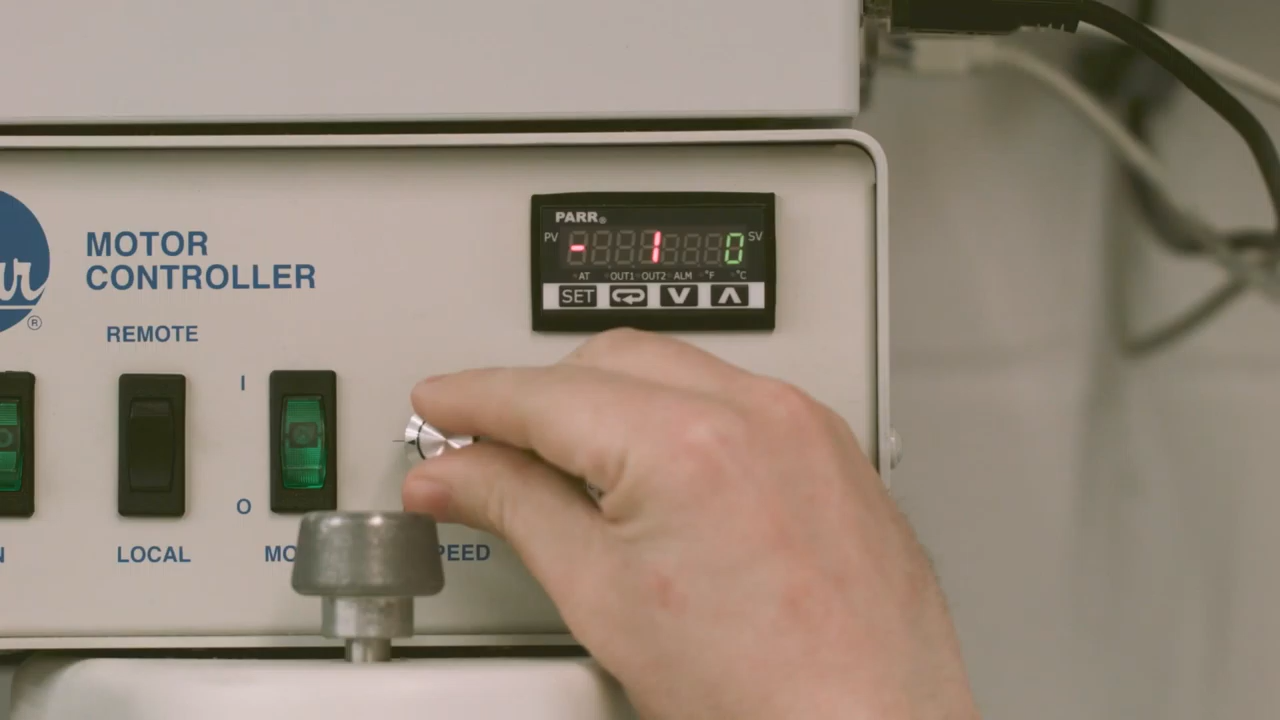 PARR®
PV - 1 0 SV
AT OUT1 OUT2 ALM °F °C
SET
MOTOR
CONTROLLER
®
REMOTE
I
O
LOCAL